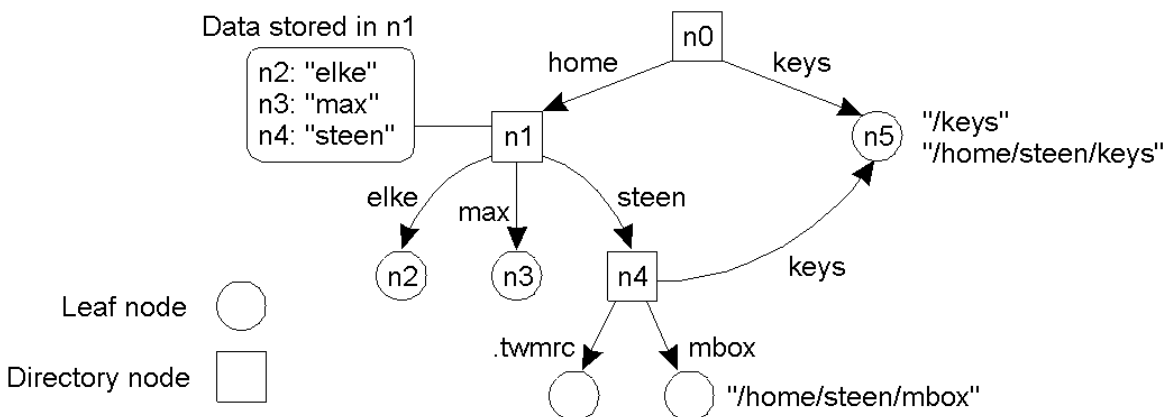 Data stored in n1
n2: "elke"
n3: "max"
n4: "steen"
n0
home
keys
n1
n5
"/keys"
"/home/steen/keys"
elke
max
steen
n2
n3
n4
keys
Leaf node
.twmrc
mbox
Directory node
"/home/steen/mbox"